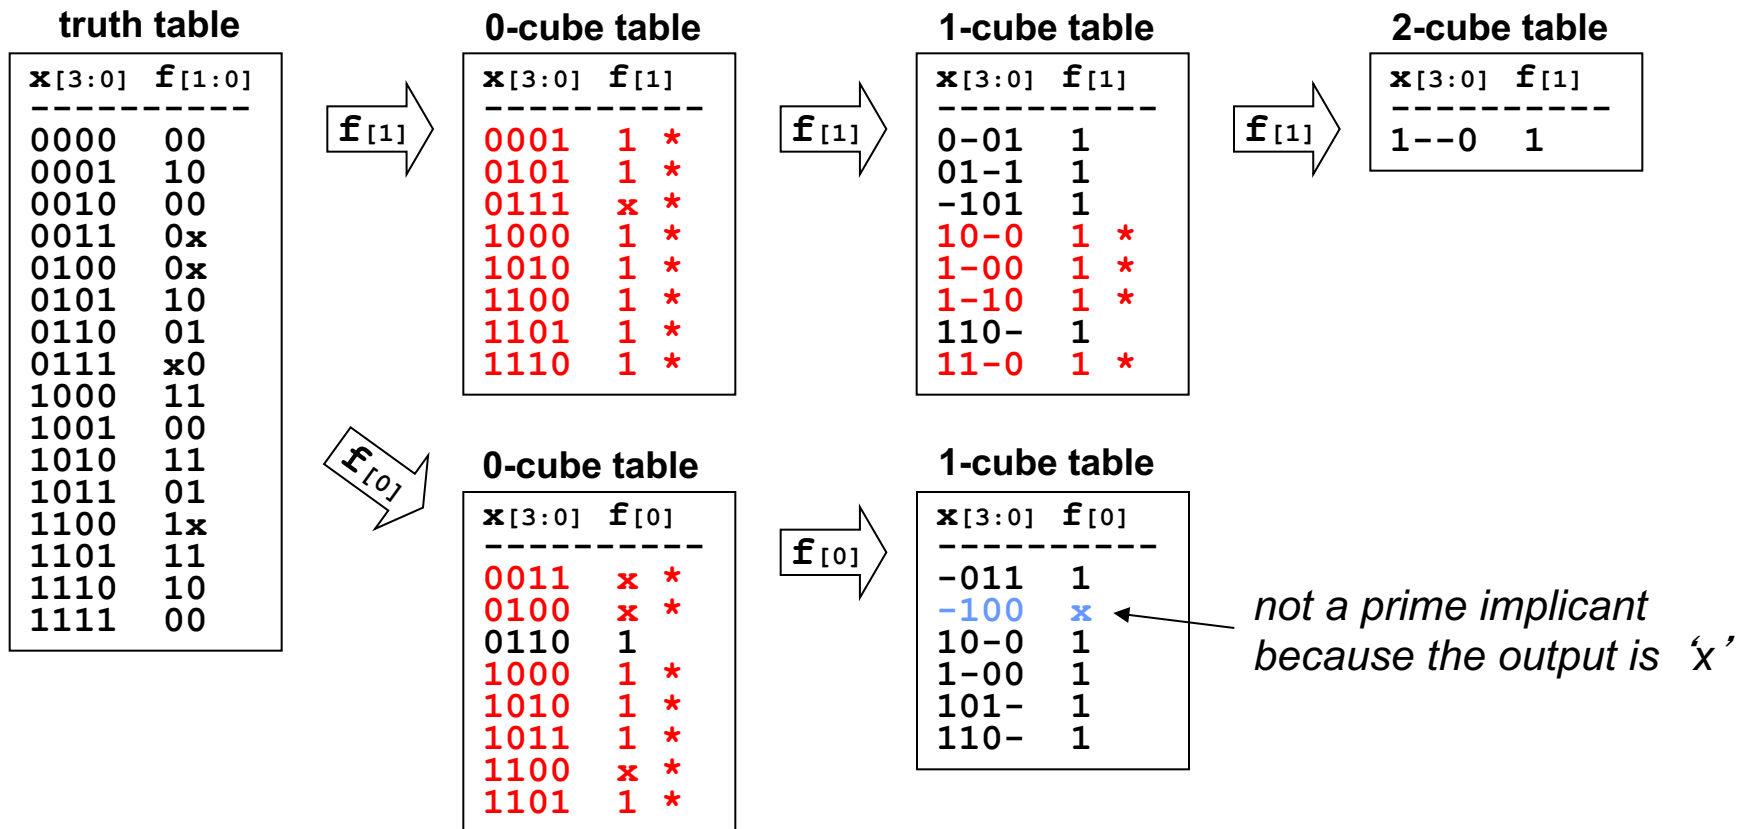 truth table
x[3:0] f[1:0]
----------
0000 00
0001 10
0010 00
0011 0x
0100 0x
0101 10
0110 01
0111 x0
1000 11
1001 00
1010 11
1011 01
1100 1x
1101 11
1110 10
1111 00
f[1]
0-cube table
x[3:0] f[1]
----------
0001 1 *
0101 1 *
0111 x *
1000 1 *
1010 1 *
1100 1 *
1101 1 *
1110 1 *
f[1]
1-cube table
x[3:0] f[1]
----------
0-01 1
01-1 1
-101 1
10-0 1 *
1-00 1 *
1-10 1 *
110- 1
11-0 1 *
f[1]
2-cube table
x[3:0] f[1]
----------
1--0 1
f[0]
0-cube table
x[3:0] f[0]
----------
0011 x *
0100 x *
0110 1
1000 1 *
1010 1 *
1011 1 *
1100 x *
1101 1 *
f[0]
1-cube table
x[3:0] f[0]
----------
-011 1
-100 x
10-0 1
1-00 1
101- 1
110- 1
not a prime implicant
because the output is ‘x’